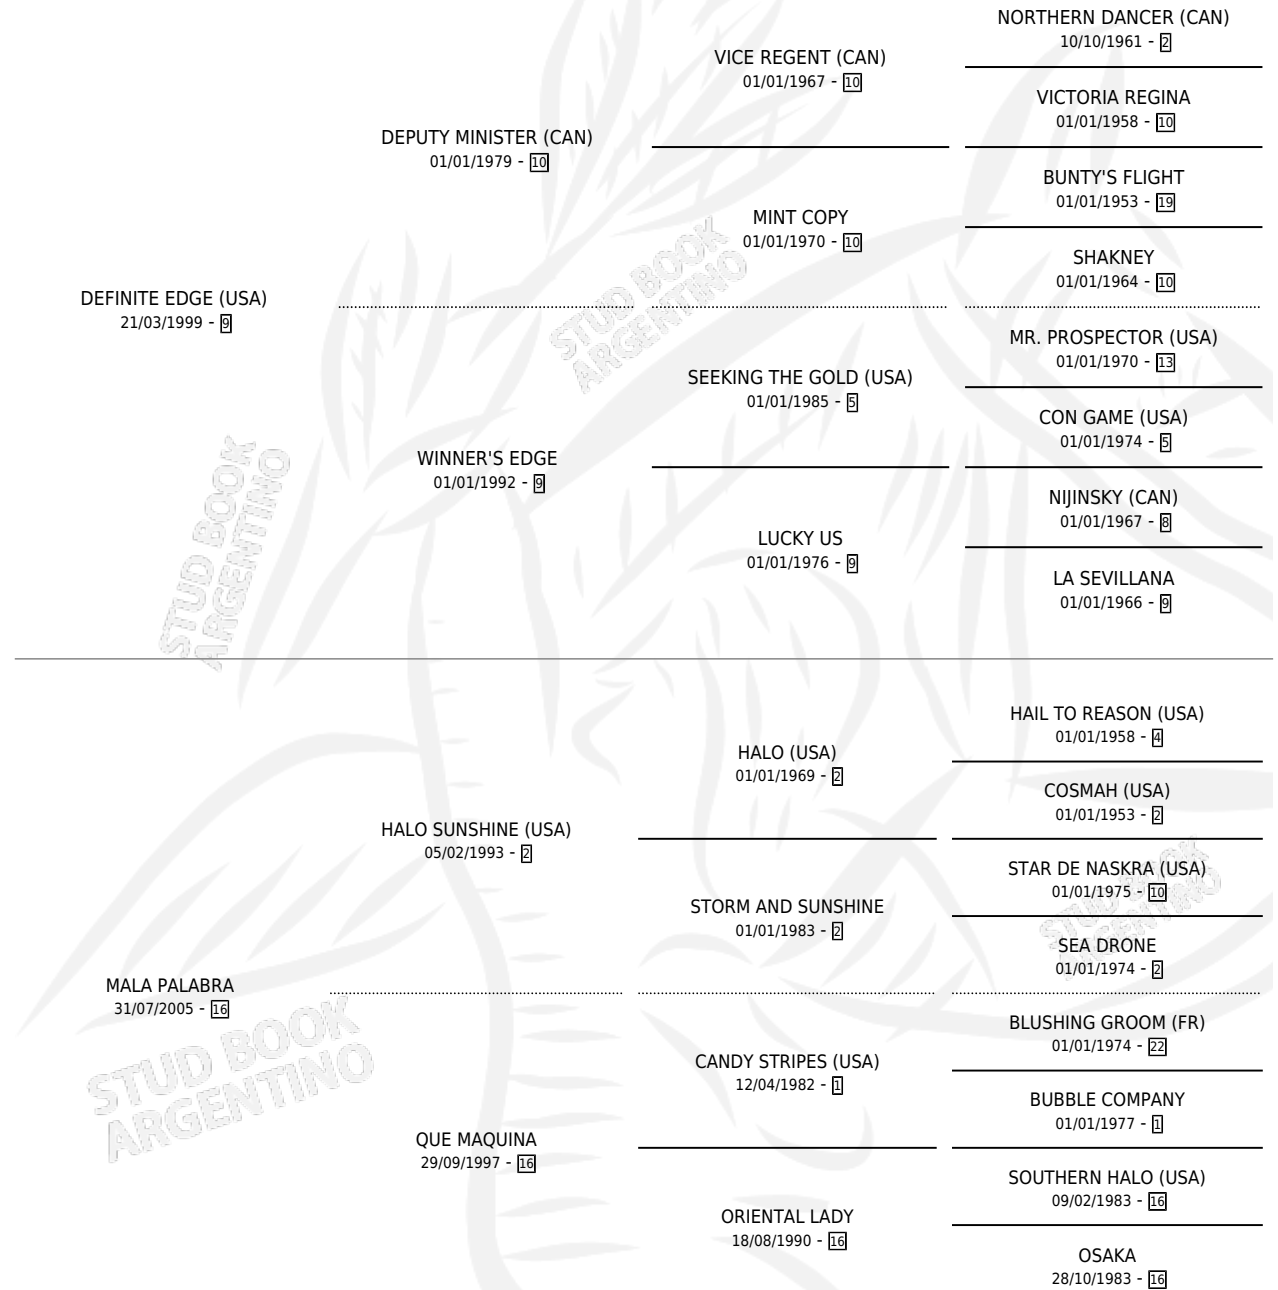 NORTHERN DANCER (CAN)
10/10/1961 - 2
VICE REGENT (CAN)
01/01/1967 - 10
VICTORIA REGINA
01/01/1958 - 10
DEPUTY MINISTER (CAN)
01/01/1979 - 10
BUNTY'S FLIGHT
01/01/1953 - 19
MINT COPY
01/01/1970 - 10
SHAKNEY
01/01/1964 - 10
DEFINITE EDGE (USA)
21/03/1999 - 9
MR. PROSPECTOR (USA)
01/01/1970 - 13
SEEKING THE GOLD (USA)
01/01/1985 - 5
CON GAME (USA)
01/01/1974 - 5
WINNER'S EDGE
01/01/1992 - 9
NIJINSKY (CAN)
01/01/1967 - 8
LUCKY US
01/01/1976 - 9
LA SEVILLANA
01/01/1966 - 9
HAIL TO REASON (USA)
01/01/1958 - 4
HALO (USA)
01/01/1969 - 2
COSMAH (USA)
01/01/1953 - 2
HALO SUNSHINE (USA)
05/02/1993 - 2
STAR DE NASKRA (USA)
01/01/1975 - 10
STORM AND SUNSHINE
01/01/1983 - 2
SEA DRONE
01/01/1974 - 2
MALA PALABRA
31/07/2005 - 16
BLUSHING GROOM (FR)
01/01/1974 - 22
CANDY STRIPES (USA)
12/04/1982 - 1
BUBBLE COMPANY
01/01/1977 - 1
QUE MAQUINA
29/09/1997 - 16
SOUTHERN HALO (USA)
09/02/1983 - 16
ORIENTAL LADY
18/08/1990 - 16
OSAKA
28/10/1983 - 16
STUD BOOK
ARGENTINO
STUD BOOK
ARGENTINO
STUD BOOK
ARGENTINO
STUD BOOK
ARGENTINO